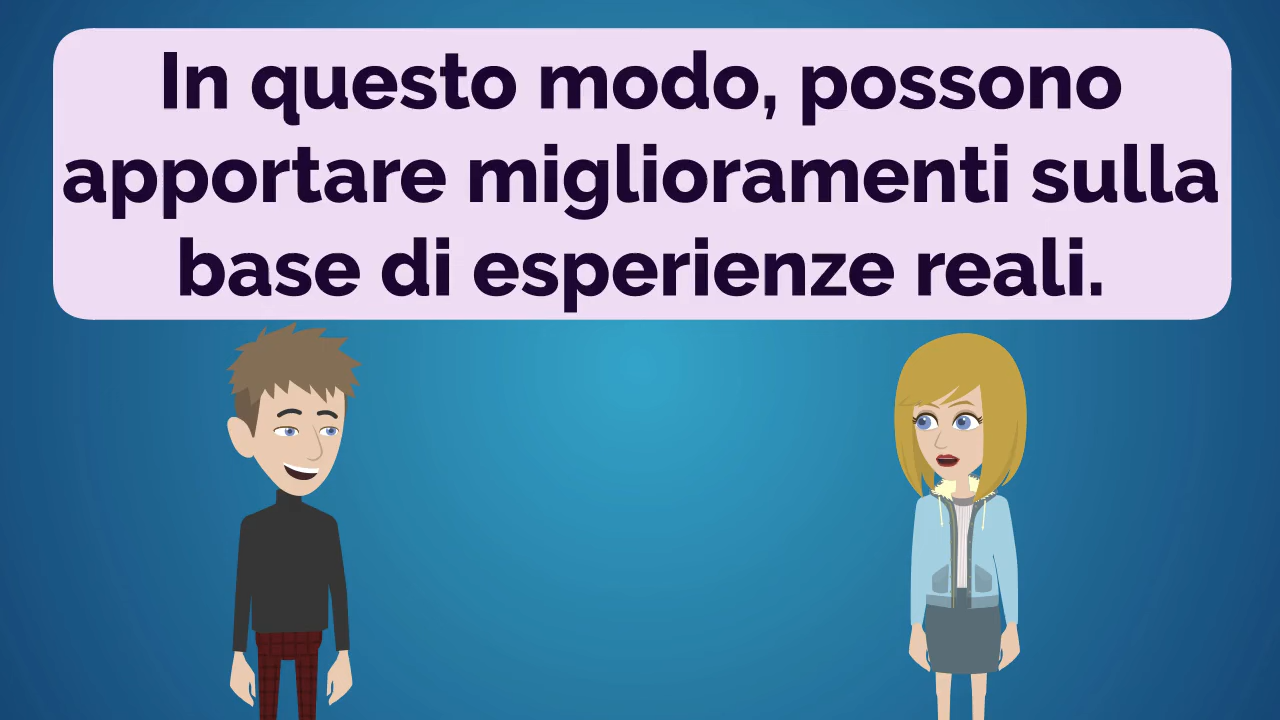 In questo modo, possono
apportare miglioramenti sulla
base di esperienze reali.